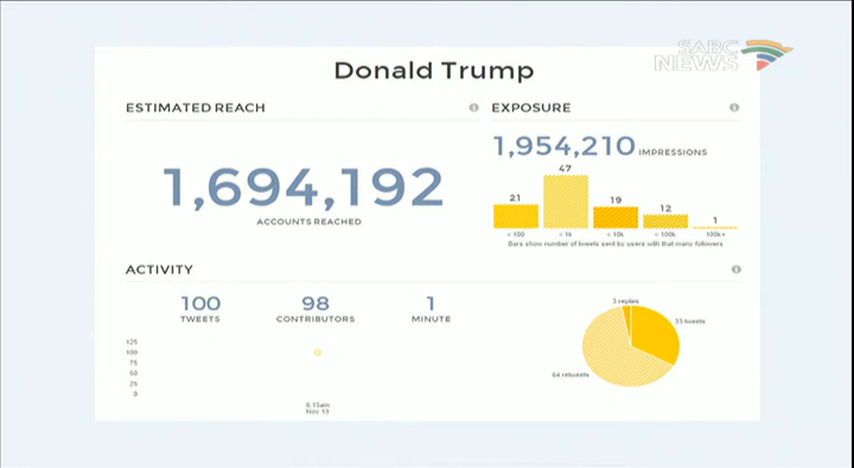 SABC
NEWS
Donald Trump
ESTIMATED REACH
EXPOSURE
1,694,192
ACCOUNTS REACHED
1,954,210 IMPRESSIONS
21 47 19 12 1
< 100 < 1k < 10k < 100k 100k+
Bars show number of tweets sent by users with that many followers
ACTIVITY
100
TWEETS
98
CONTRIBUTORS
1
MINUTE
125
100
75
50
25
0
6:15am
Nov 13
3 replies
33 tweets
64 retweets